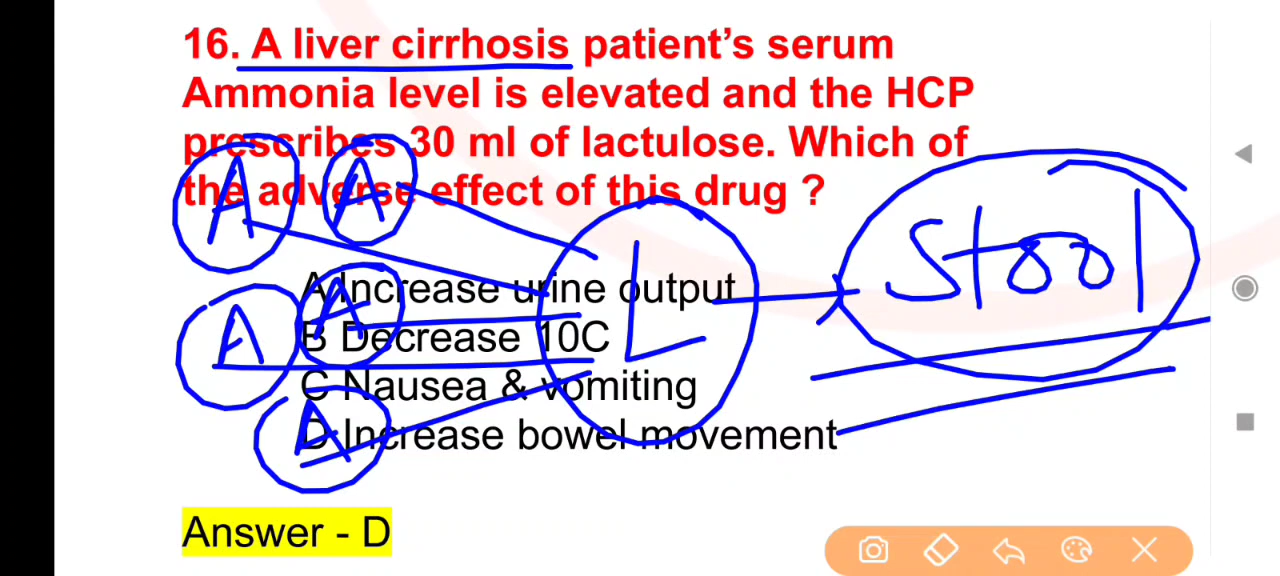 16. A liver cirrhosis patient’s serum
Ammonia level is elevated and the HCP
prescribes 30 ml of lactulose. Which of
the adverse effect of this drug ?
A Increase urine output
B Decrease 10C
C Nausea & vomiting
D Increase bowel movement
Answer - D
A
A
A
A
A
L
Stool